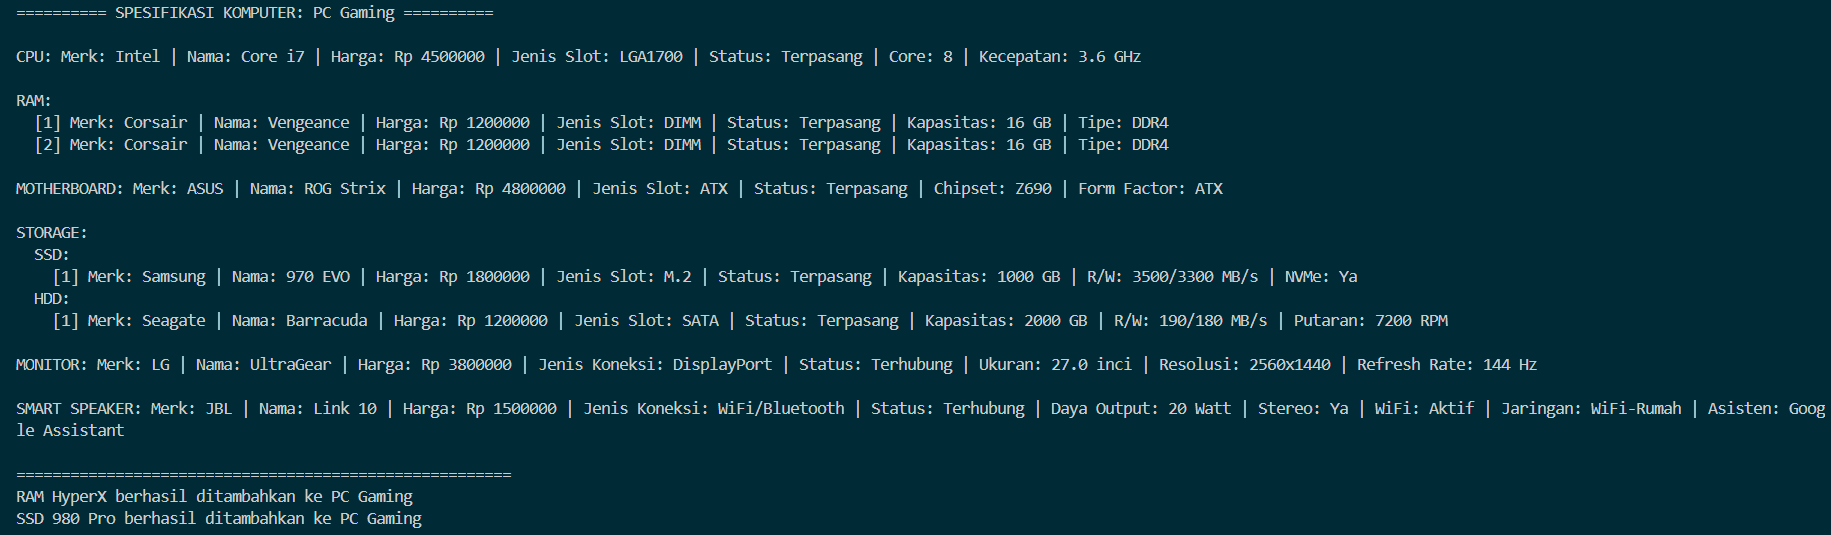 ========== SPESIFIKASI KOMPUTER: PC Gaming ==========
CPU: Merk: Intel | Nama: Core i7 | Harga: Rp 4500000 | Jenis Slot: LGA1700 | Status: Terpasang | Core: 8 | Kecepatan: 3.6 GHz
RAM:
[1] Merk: Corsair | Nama: Vengeance | Harga: Rp 1200000 | Jenis Slot: DIMM | Status: Terpasang | Kapasitas: 16 GB | Tipe: DDR4
[2] Merk: Corsair | Nama: Vengeance | Harga: Rp 1200000 | Jenis Slot: DIMM | Status: Terpasang | Kapasitas: 16 GB | Tipe: DDR4
MOTHERBOARD: Merk: ASUS | Nama: ROG Strix | Harga: Rp 4800000 | Jenis Slot: ATX | Status: Terpasang | Chipset: Z690 | Form Factor: ATX
STORAGE:
SSD:
[1] Merk: Samsung | Nama: 970 EVO | Harga: Rp 1800000 | Jenis Slot: M.2 | Status: Terpasang | Kapasitas: 1000 GB | R/W: 3500/3300 MB/s | NVMe: Ya
HDD:
[1] Merk: Seagate | Nama: Barracuda | Harga: Rp 1200000 | Jenis Slot: SATA | Status: Terpasang | Kapasitas: 2000 GB | R/W: 190/180 MB/s | Putaran: 7200 RPM
MONITOR: Merk: LG | Nama: UltraGear | Harga: Rp 3800000 | Jenis Koneksi: DisplayPort | Status: Terhubung | Ukuran: 27.0 inci | Resolusi: 2560x1440 | Refresh Rate: 144 Hz
SMART SPEAKER: Merk: JBL | Nama: Link 10 | Harga: Rp 1500000 | Jenis Koneksi: WiFi/Bluetooth | Status: Terhubung | Daya Output: 20 Watt | Stereo: Ya | WiFi: Aktif | Jaringan: WiFi-Rumah | Asisten: Goog
le Assistant
=======================================================
RAM HyperX berhasil ditambahkan ke PC Gaming
SSD 980 Pro berhasil ditambahkan ke PC Gaming